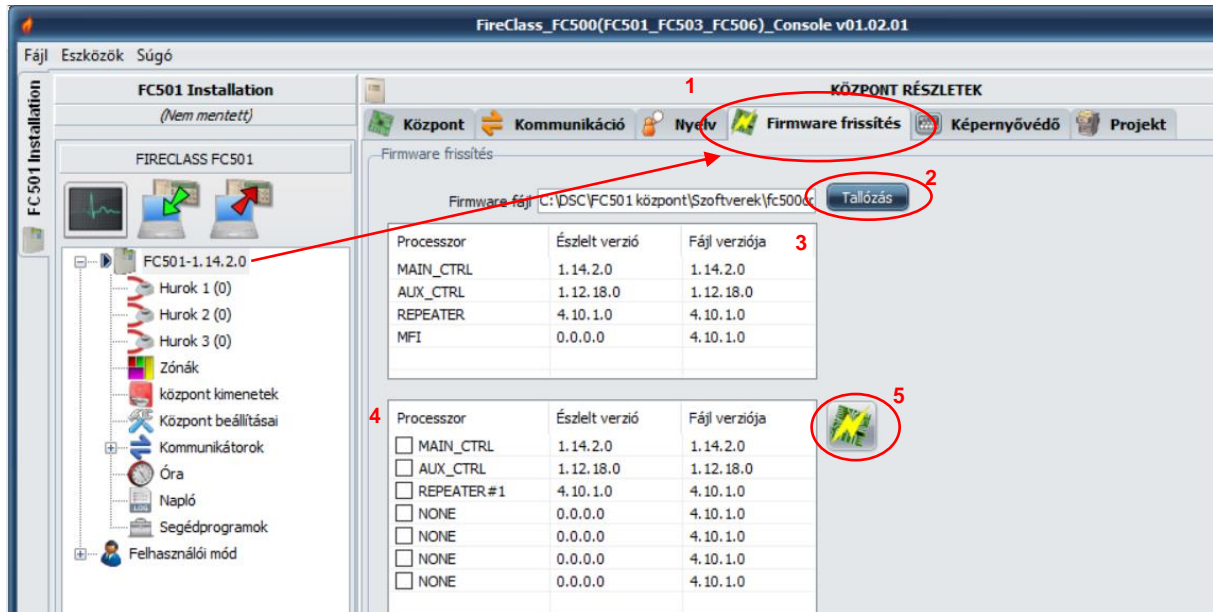 FireClass_FC500(FC501_FC503_FC506)_Console v01.02.01
Fájl Eszközök Súgó
FC501 Installation
FC501 Installation
(Nem mentett)
FIRECLASS FC501
FC501-1.14.2.0
Hurok 1 (0)
Hurok 2 (0)
Hurok 3 (0)
Zónák
központ kimenetek
Központ beállításai
Kommunikátorok
Óra
LOG
Napló
Segédprogramok
Felhasználói mód
1
KÖZPONT RÉSZLETEK
Központ Kommunikáció Nyelv Firmware frissítés Képernyővédő Projekt
Firmware frissítés
2
Firmware fájl C:\DSC\FC501 központ\Szoftverek\fc500 Tallózás
Processzor Észlelt verzió Fájl verziója 3
MAIN_CTRL 1.14.2.0 1.14.2.0
AUX_CTRL 1.12.18.0 1.12.18.0
REPEATER 4.10.1.0 4.10.1.0
MFI 0.0.0.0 4.10.1.0
4 Processzor Észlelt verzió Fájl verziója 5
MAIN_CTRL 1.14.2.0 1.14.2.0
AUX_CTRL 1.12.18.0 1.12.18.0
REPEATER#1 4.10.1.0 4.10.1.0
NONE 0.0.0.0 4.10.1.0
NONE 0.0.0.0 4.10.1.0
NONE 0.0.0.0 4.10.1.0
NONE 0.0.0.0 4.10.1.0